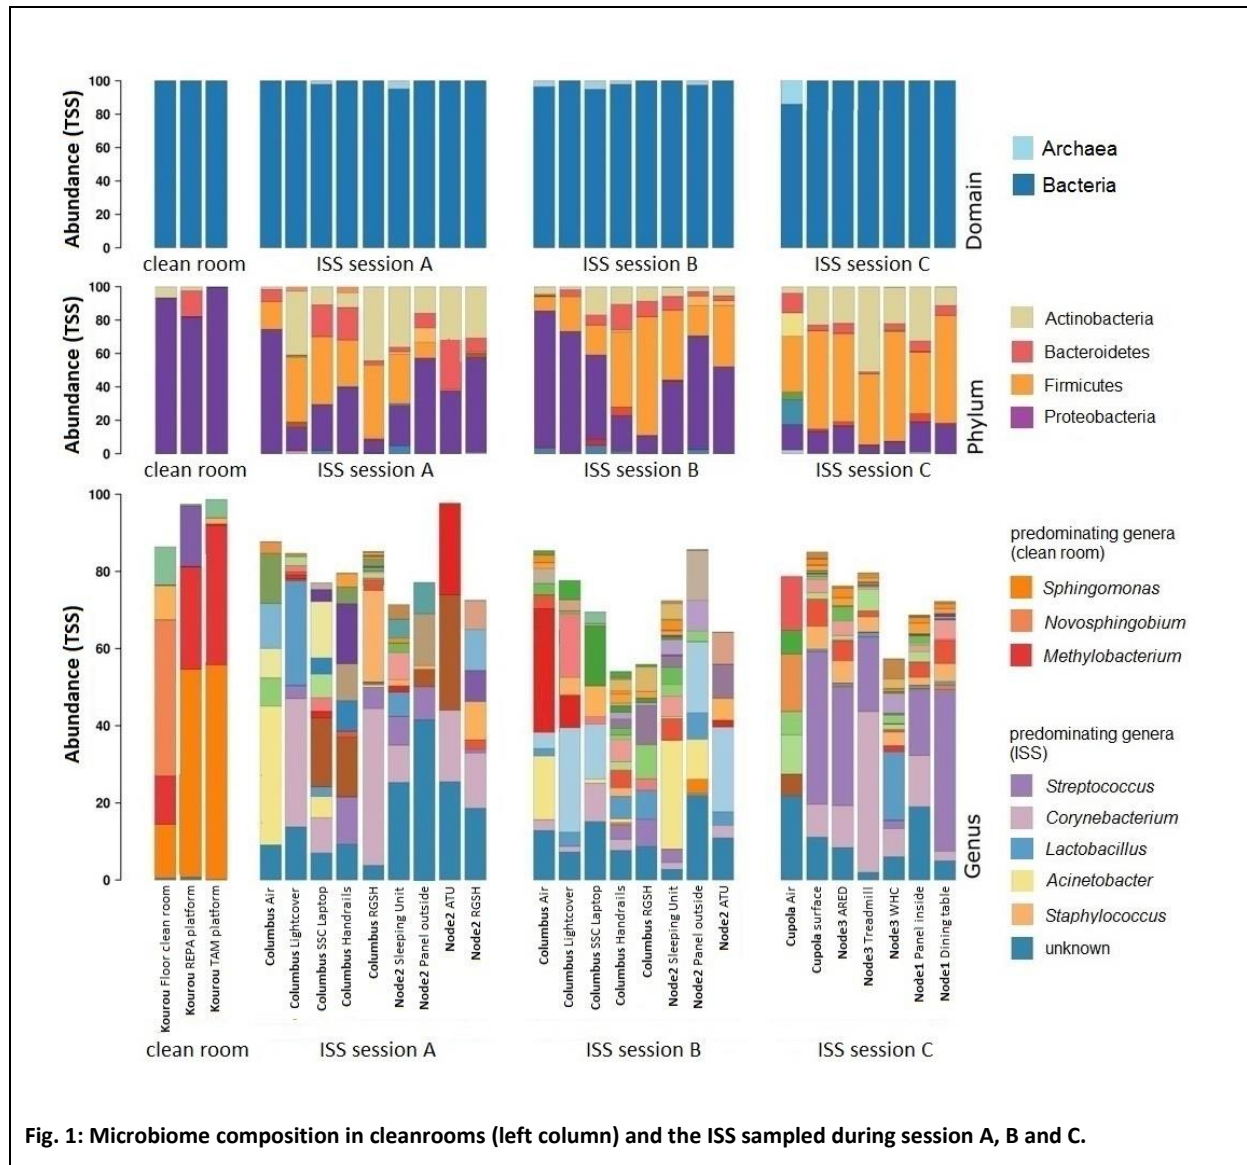 Abundance (TSS)
100
80
60
40
20
0
clean room
ISS session A
ISS session B
ISS session C
Domain
Archaea
Bacteria
Abundance (TSS)
100
80
60
40
20
0
clean room
ISS session A
ISS session B
ISS session C
Phylum
Actinobacteria
Bacteroidetes
Firmicutes
Proteobacteria
Abundance (TSS)
100
80
60
40
20
0
Genus
predominating genera
(clean room)
Sphingomonas
Novosphingobium
Methylobacterium
predominating genera
(ISS)
Streptococcus
Corynebacterium
Lactobacillus
Acinetobacter
Staphylococcus
unknown
Kourou Floor clean room
Kourou REPA platform
Kourou TAM platform
Columbus Air
Columbus Lightcover
Columbus SSC Laptop
Columbus Handrails
Columbus RGSH
Node2 Sleeping Unit
Node2 Panel outside
Node2 ATU
Node2 RGSH
Columbus Air
Columbus Lightcover
Columbus SSC Laptop
Columbus Handrails
Columbus RGSH
Node2 Sleeping Unit
Node2 Panel outside
Node2 ATU
Cupola Air
Cupola surface
Node3 ARED
Node3 Treadmill
Node3 WHC
Node1 Panel inside
Node1 Dining table
clean room
ISS session A
ISS session B
ISS session C
Fig. 1: Microbiome composition in cleanrooms (left column) and the ISS sampled during session A, B and C.